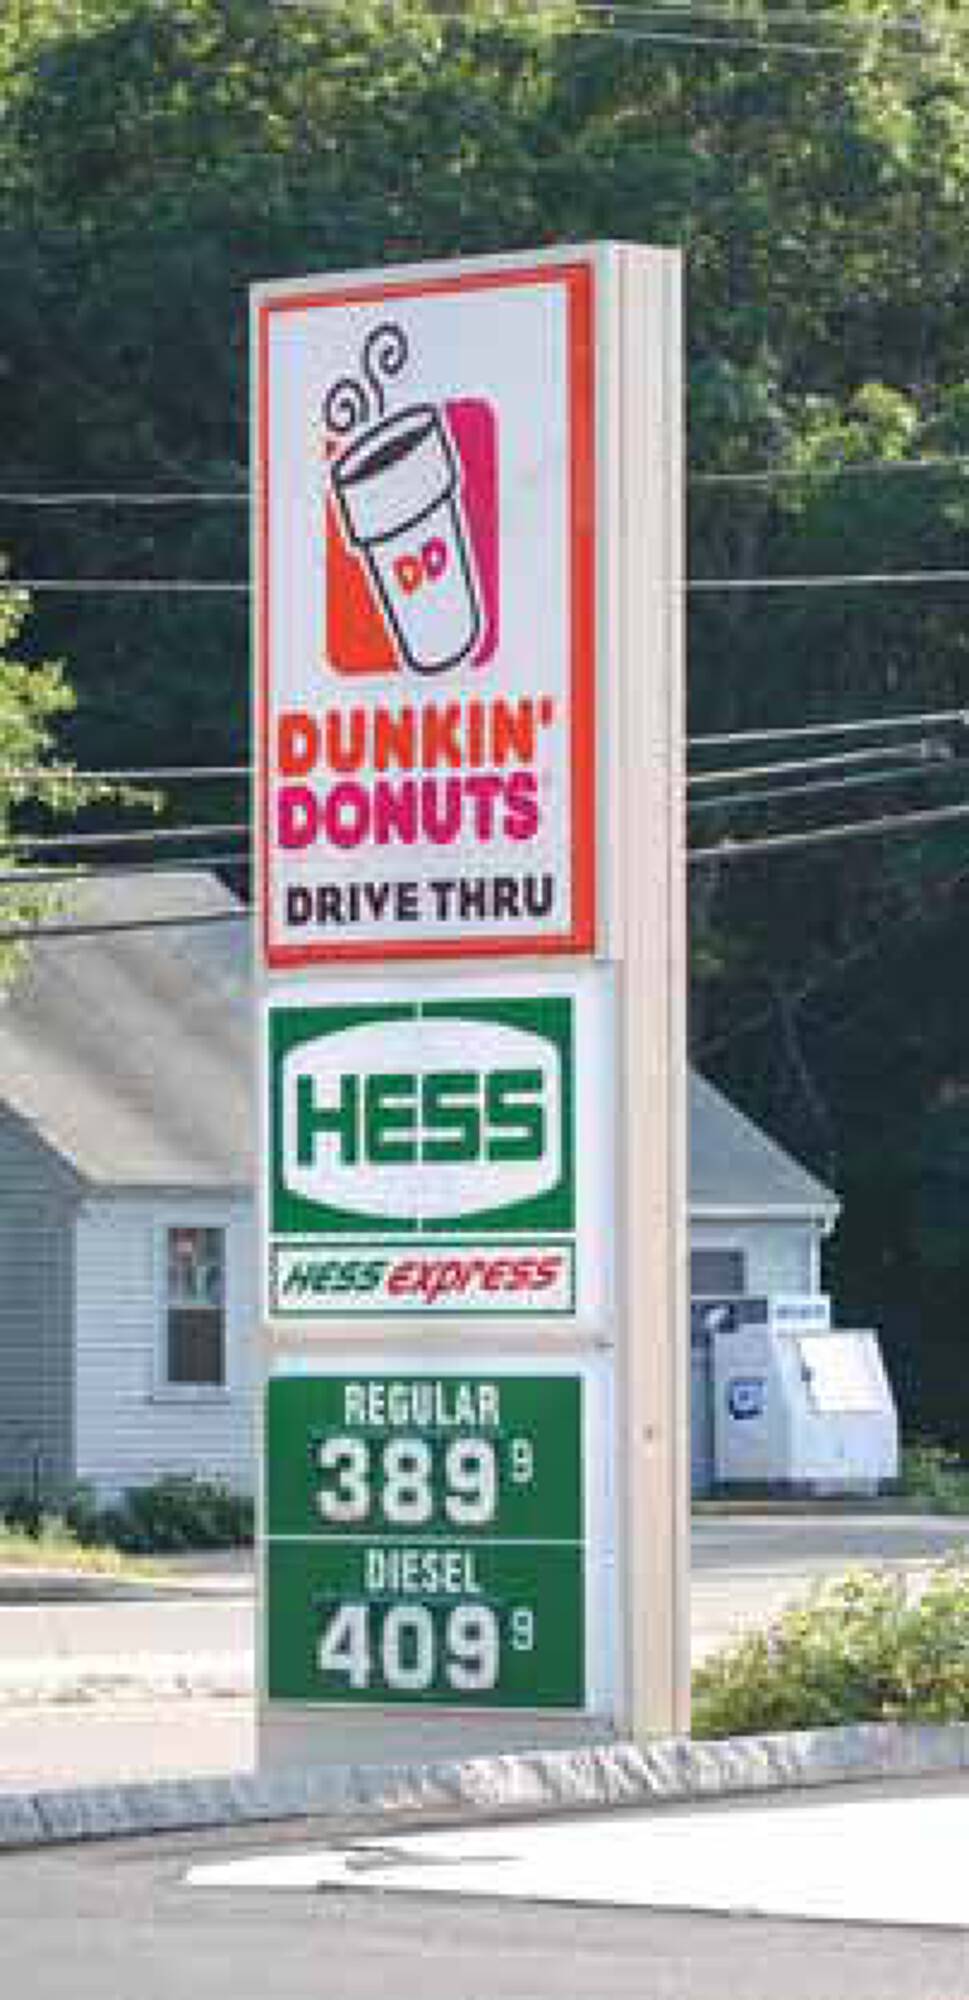 DD
DUNKIN'
DONUTS
DRIVE THRU
HESS
HESS EXPRESS
REGULAR
389 9
DIESEL
409 9